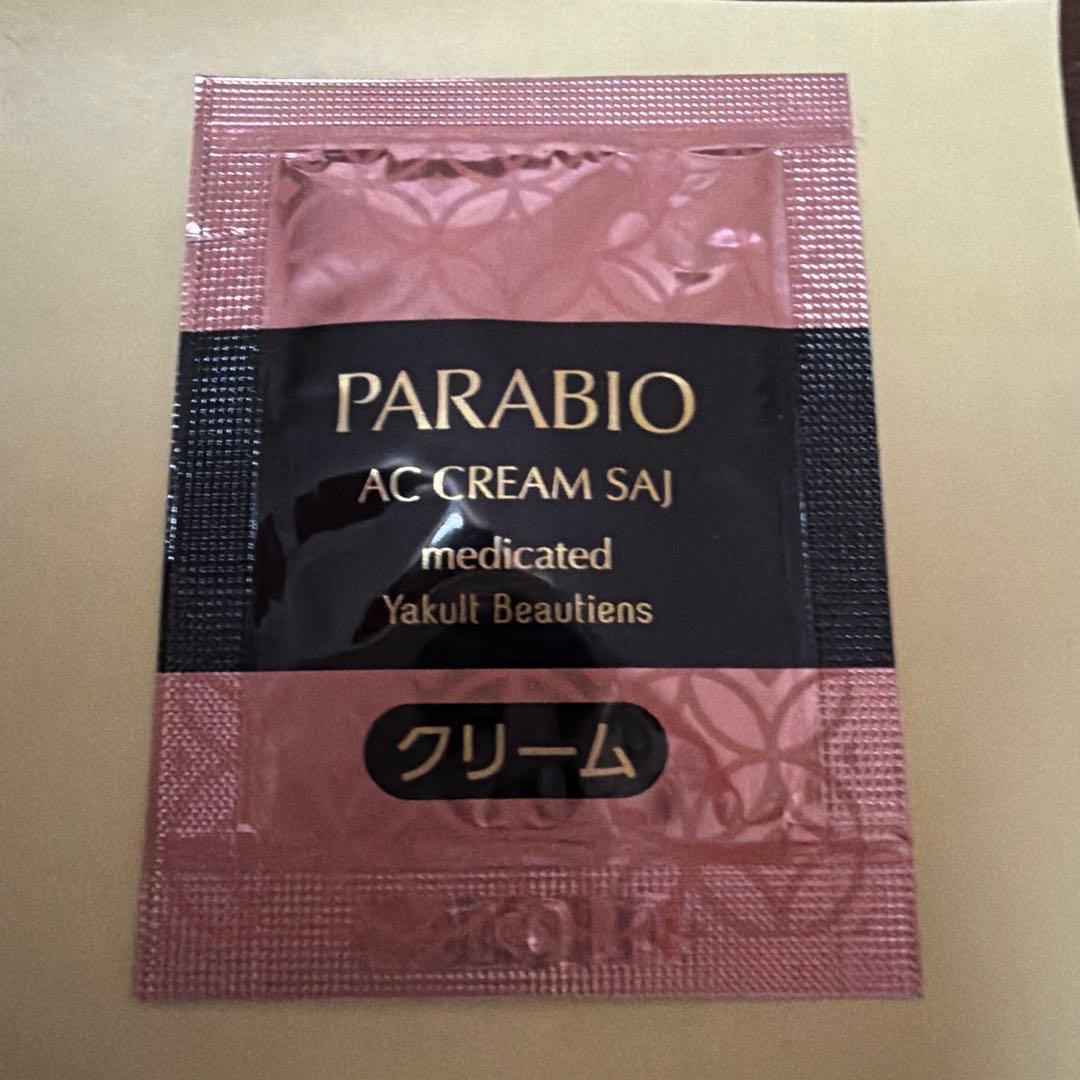 PARABIO
AC CREAM SAJ
medicated
Yakult Beautiens
クリーム